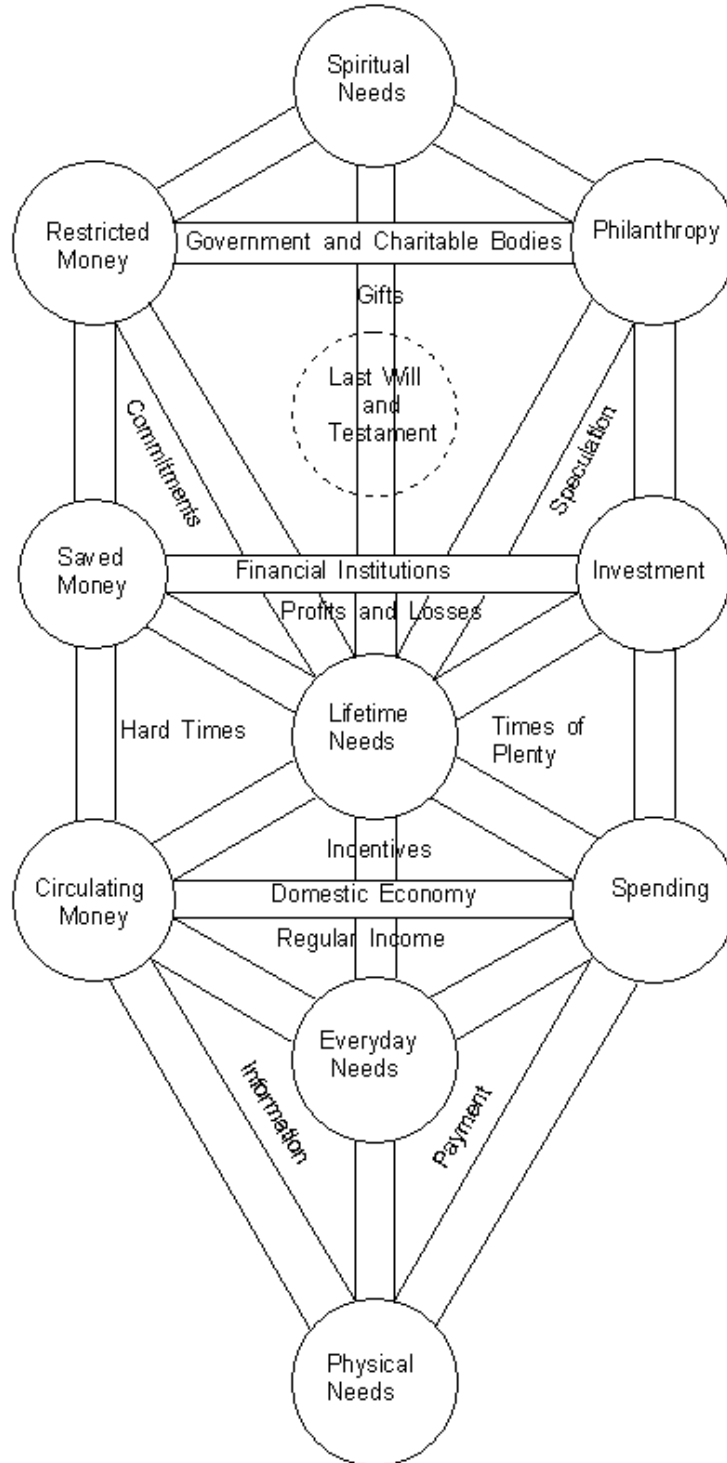 Spiritual
Needs
Restricted
Money
Government and Charitable Bodies
Philanthropy
Gifts
Last Will
and
Testament
Commitments
Speculation
Saved
Money
Financial Institutions
Investment
Profits and Losses
Hard Times
Lifetime
Needs
Times of
Plenty
Incentives
Circulating
Money
Domestic Economy
Spending
Regular Income
Everyday
Needs
Information
Payment
Physical
Needs